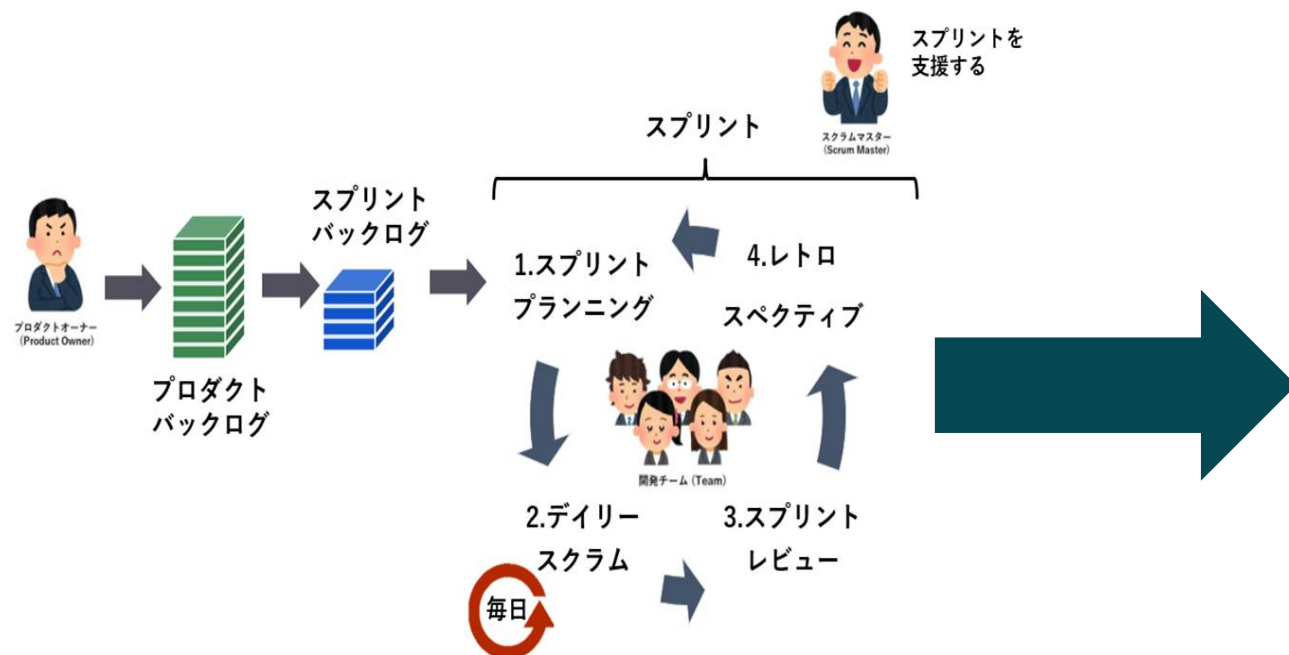 スプリントを
支援する
スクラムマスター
(Scrum Master)
スプリント
スプリント
バックログ
プロダクトオーナー
(Product Owner)
プロダクト
バックログ
1.スプリント
プランニング
4.レトロ
スペクティブ
開発チーム (Team)
2.デイリー
スクラム
毎日
3.スプリント
レビュー